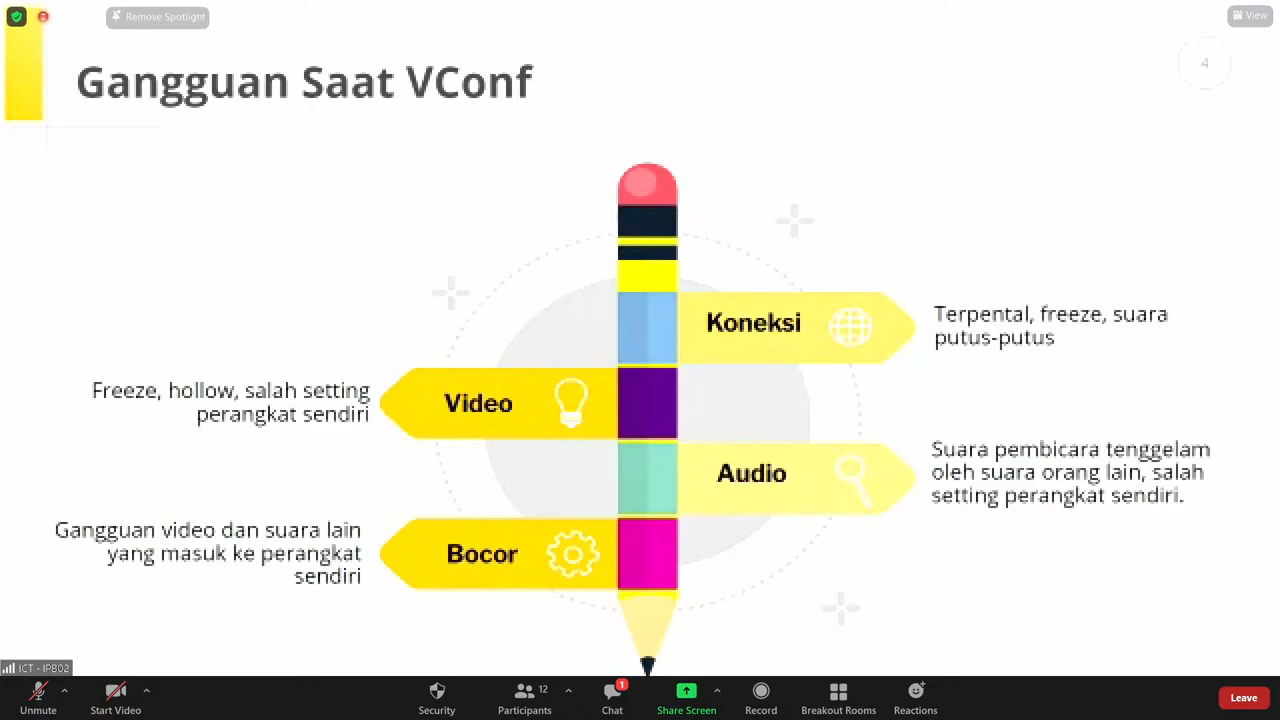 Remove Spotlight
View
Gangguan Saat VConf
4
Koneksi
Terpental, freeze, suara
putus-putus
Freeze, hollow, salah setting
perangkat sendiri
Video
Audio
Suara pembicara tenggelam
oleh suara orang lain, salah
setting perangkat sendiri.
Gangguan video dan suara lain
yang masuk ke perangkat
sendiri
Bocor
ICT - IPB02
Unmute
Start Video
Security
Participants
12
Chat
1
Share Screen
Record
Breakout Rooms
Reactions
Leave